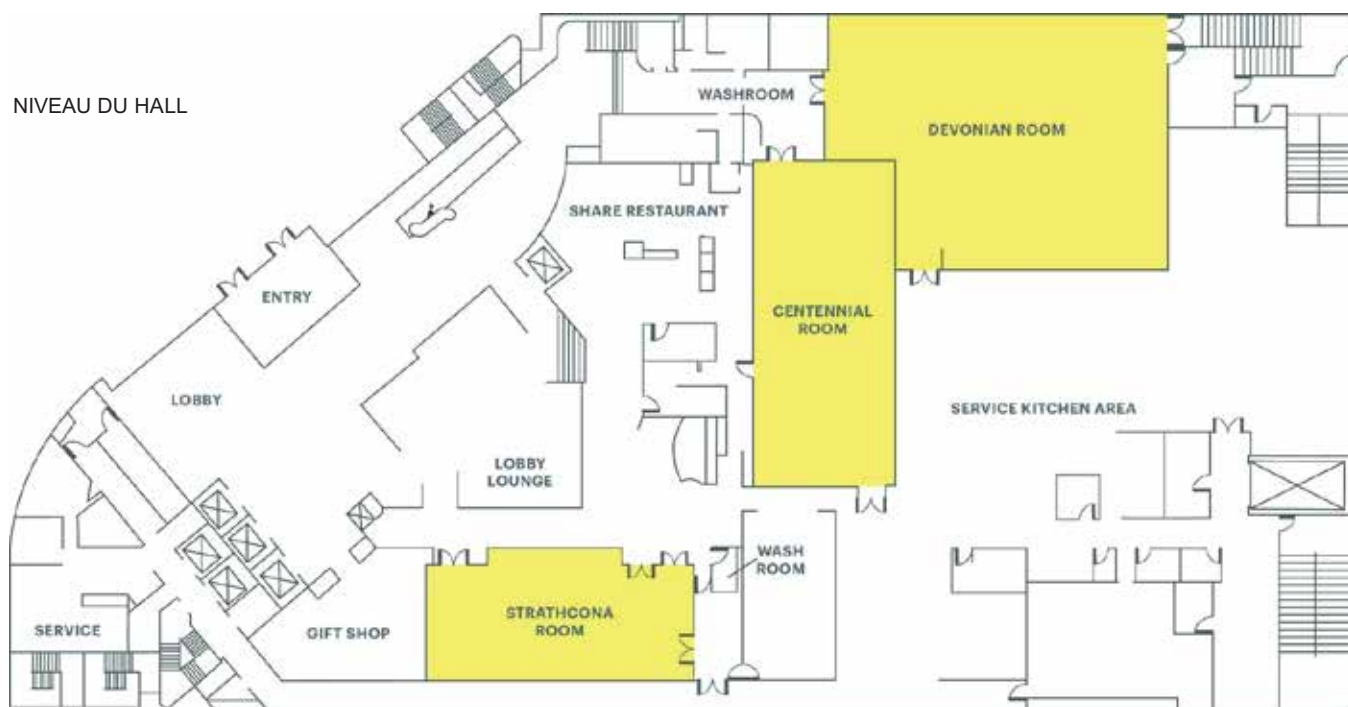 NIVEAU DU HALL
WASHROOM
DEVONIAN ROOM
SHARE RESTAURANT
ENTRY
CENTENNIAL
ROOM
LOBBY
SERVICE KITCHEN AREA
LOBBY
LOUNGE
WASH
ROOM
STRATHCONA
ROOM
GIFT SHOP
SERVICE